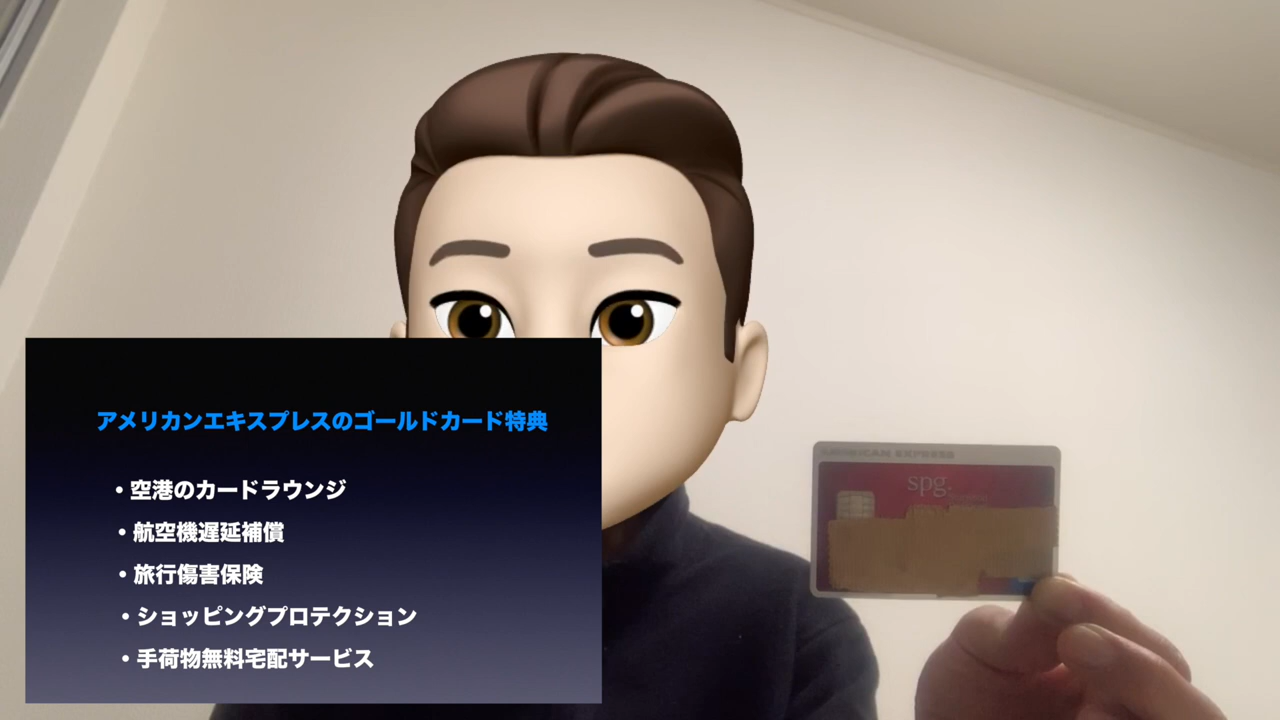 アメリカンエキスプレスのゴールドカード特典
・空港のカードラウンジ
・航空機遅延補償
・旅行傷害保険
・ショッピングプロテクション
・手荷物無料宅配サービス
AMERICAN EXPRESS
spg.